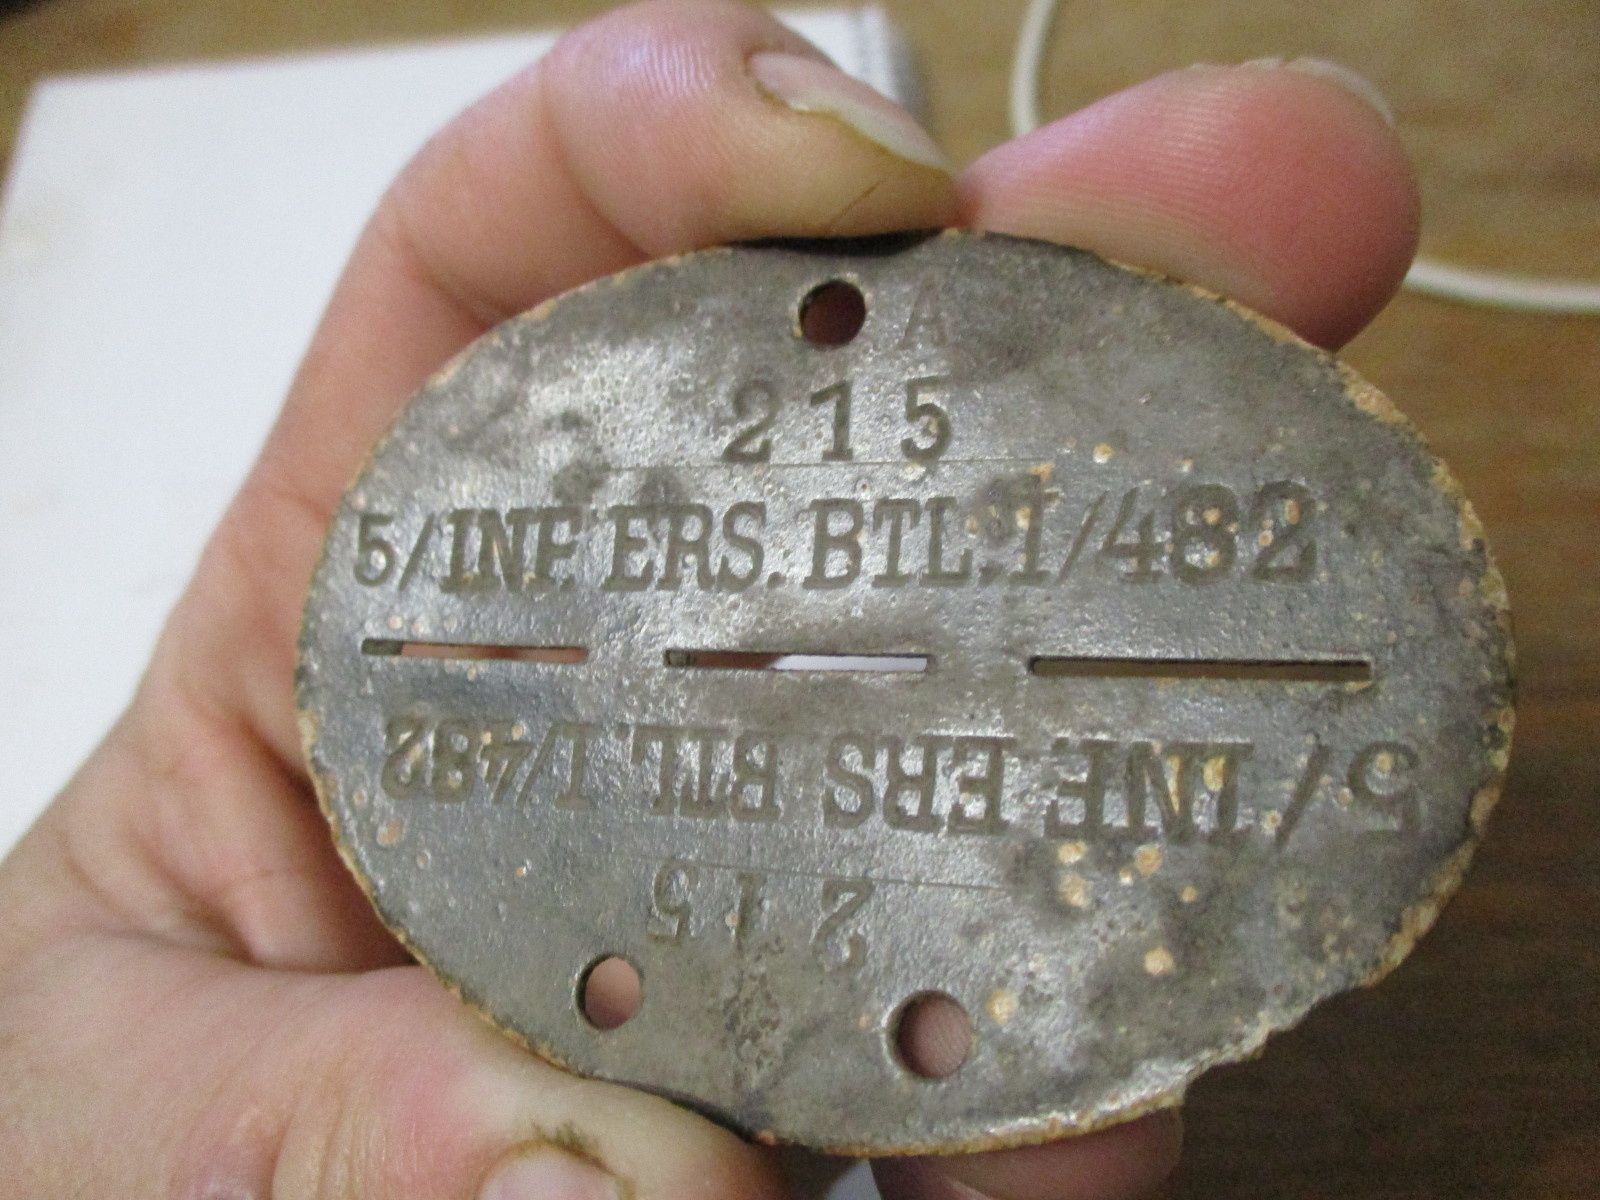 A
215
5/INF. ERS. BTL. I/482
5/INF. ERS BTL. I/482
215